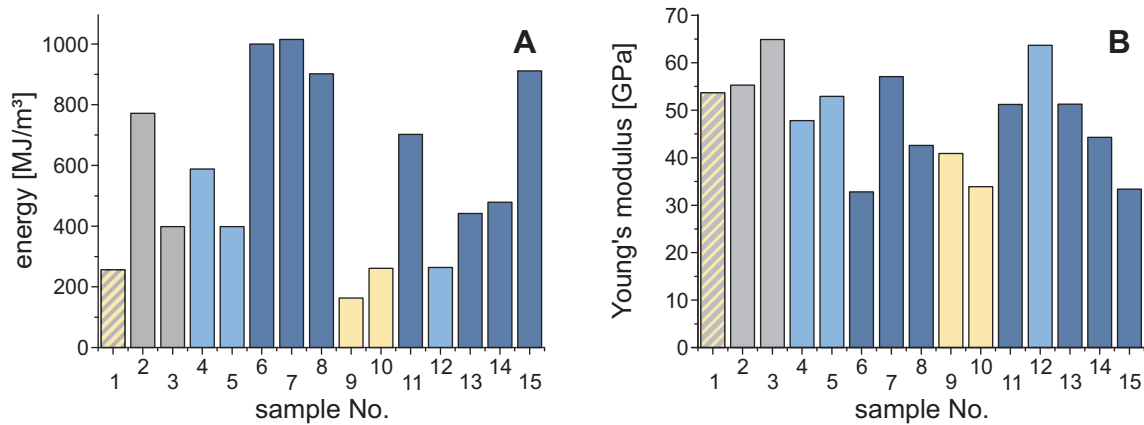 A
energy [MJ/m³]
1000
800
600
400
200
0
2 4 6 8 10 12 14
1 3 5 7 9 11 13 15
sample No.
B
Young's modulus [GPa]
70
60
50
40
30
20
10
0
2 4 6 8 10 12 14
1 3 5 7 9 11 13 15
sample No.